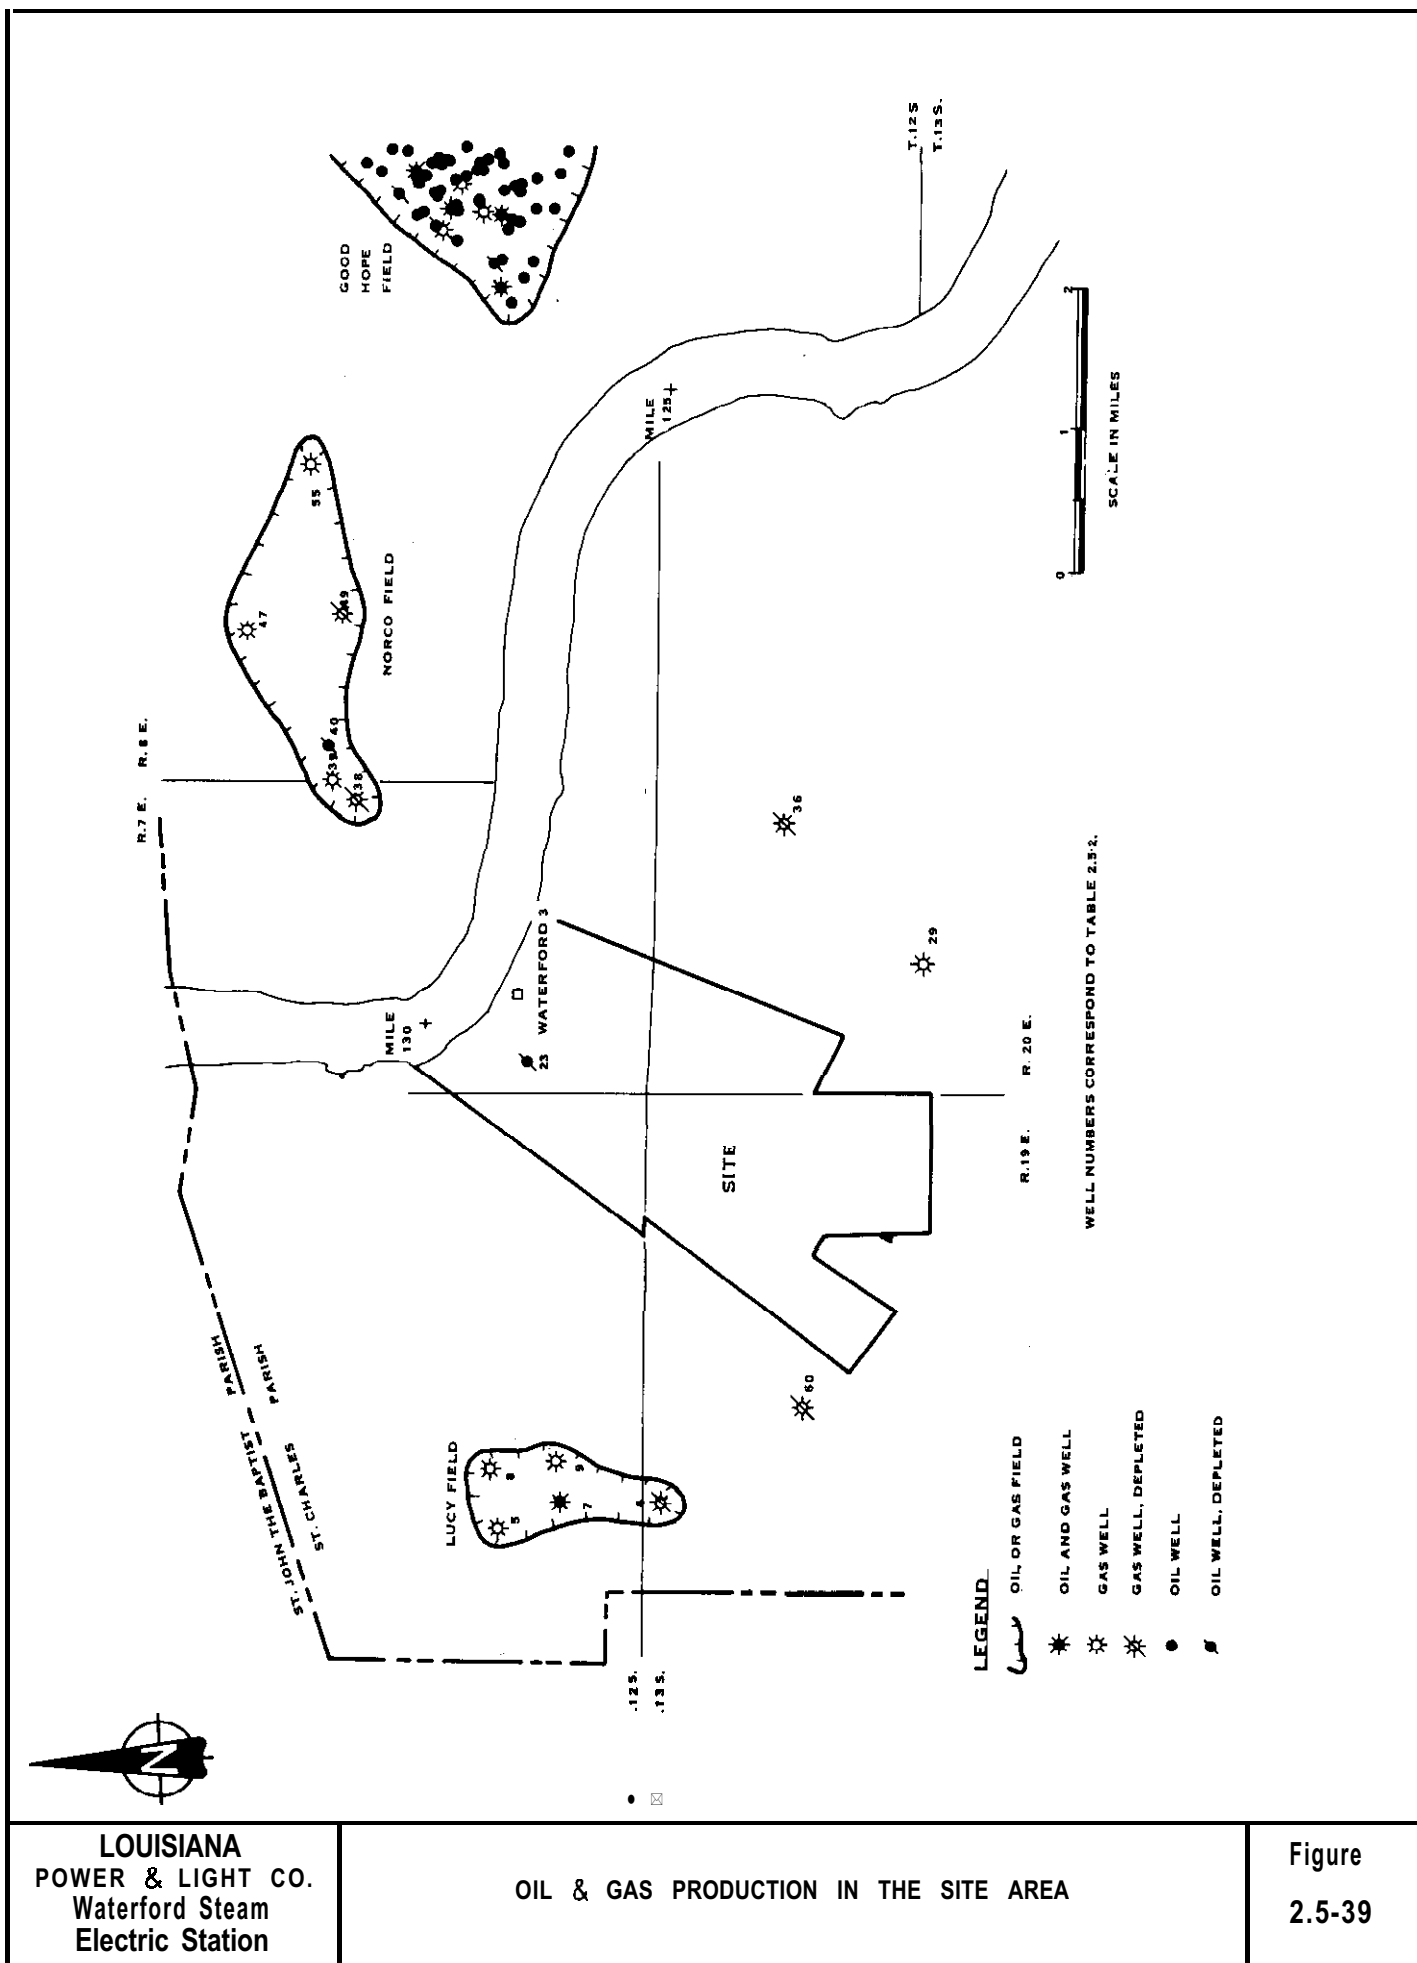 GOOD
HOPE
FIELD
T.12 S
T.13 S.
MILE
125
0
1
2
SCALE IN MILES
55
47
49
NORCO FIELD
40
39
38
R.7 E.
R.8 E.
36
29
MILE
130
23
WATERFORD 3
R.19 E.
R. 20 E.
SITE
WELL NUMBERS CORRESPOND TO TABLE 2.5-2.
ST. JOHN THE BAPTIST PARISH
ST. CHARLES PARISH
LUCY FIELD
8
9
5
7
60
.12 S.
.13 S.
LEGEND
OIL OR GAS FIELD
OIL AND GAS WELL
GAS WELL
GAS WELL, DEPLETED
OIL WELL
OIL WELL, DEPLETED
N
LOUISIANA
POWER & LIGHT CO.
Waterford Steam
Electric Station
OIL & GAS PRODUCTION IN THE SITE AREA
Figure
2.5-39